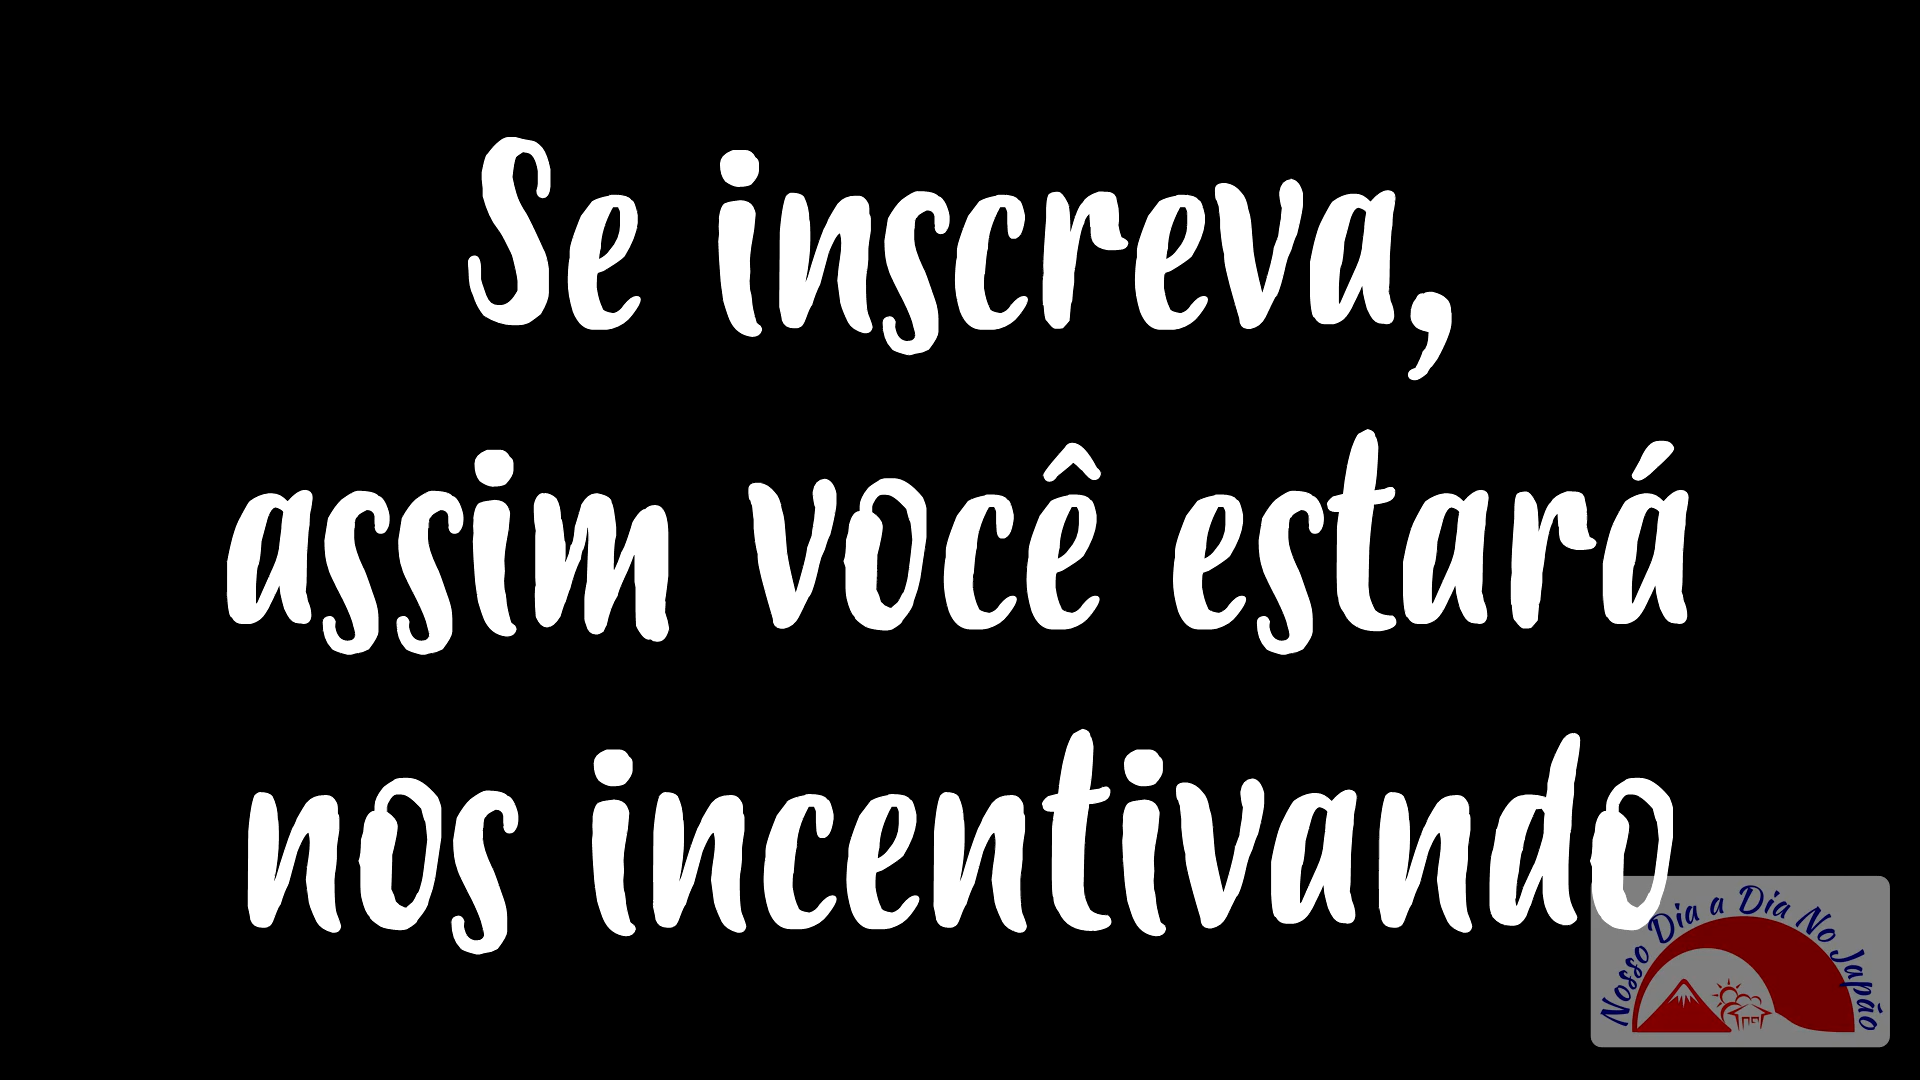 Se inscreva,
assim você estará
nos incentivando
Nosso Dia a Dia No Japão